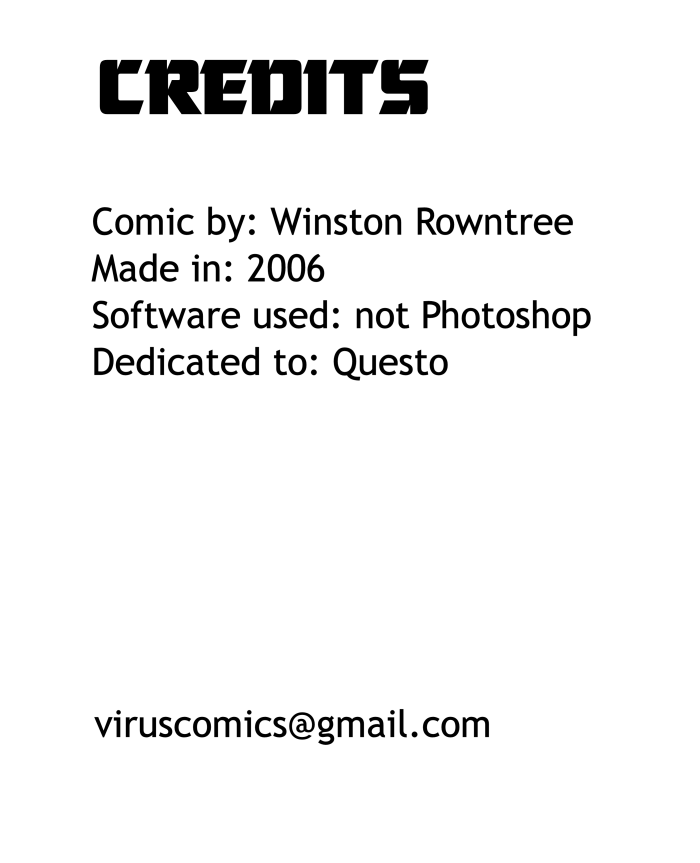 CREDITS
Comic by: Winston Rowntree
Made in: 2006
Software used: not Photoshop
Dedicated to: Questo
viruscomics@gmail.com